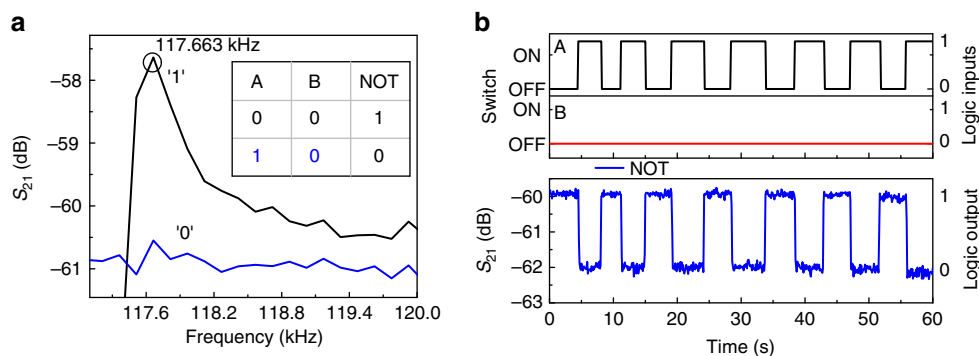 a
117.663 kHz
'1'
'0'
A B NOT
0 0 1
1 0 0
–58
–59
–60
–61
S21 (dB)
117.6 118.2 118.8 119.4 120.0
Frequency (kHz)
b
A
ON
OFF
B
ON
OFF
Switch
1
0
1
0
Logic inputs
NOT
–60
–61
–62
–63
S21 (dB)
1
0
Logic output
0 10 20 30 40 50 60
Time (s)